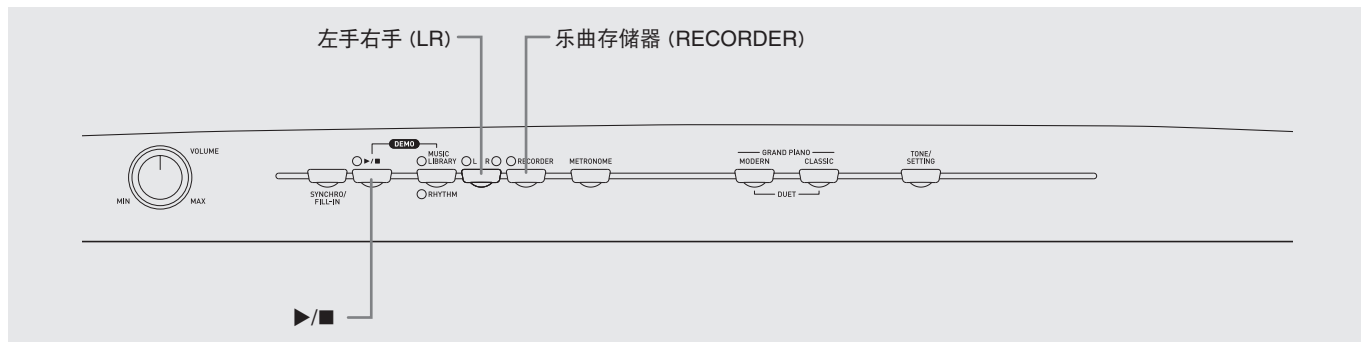 左手右手 (LR)
乐曲存储器 (RECORDER)
VOLUME
MIN
MAX
DEMO
▶/■
MUSIC
LIBRARY
L R
RECORDER
METRONOME
GRAND PIANO
MODERN
CLASSIC
TONE/
SETTING
SYNCHRO/
FILL-IN
RHYTHM
DUET
▶/■